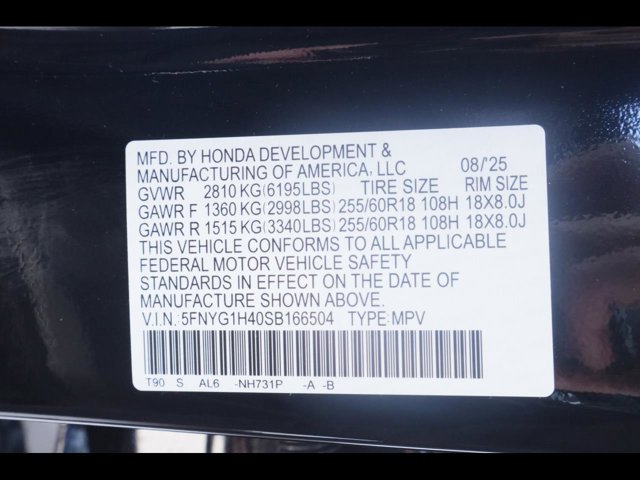 MFD. BY HONDA DEVELOPMENT &
MANUFACTURING OF AMERICA, LLC 08/'25
GVWR 2810 KG(6195LBS) TIRE SIZE RIM SIZE
GAWR F 1360 KG(2998LBS) 255/60R18 108H 18X8.0J
GAWR R 1515 KG(3340LBS) 255/60R18 108H 18X8.0J
THIS VEHICLE CONFORMS TO ALL APPLICABLE
FEDERAL MOTOR VEHICLE SAFETY
STANDARDS IN EFFECT ON THE DATE OF
MANUFACTURE SHOWN ABOVE.
V.I.N.:5FNYG1H40SB166504 TYPE:MPV
T90 S AL6 -NH731P -A -B